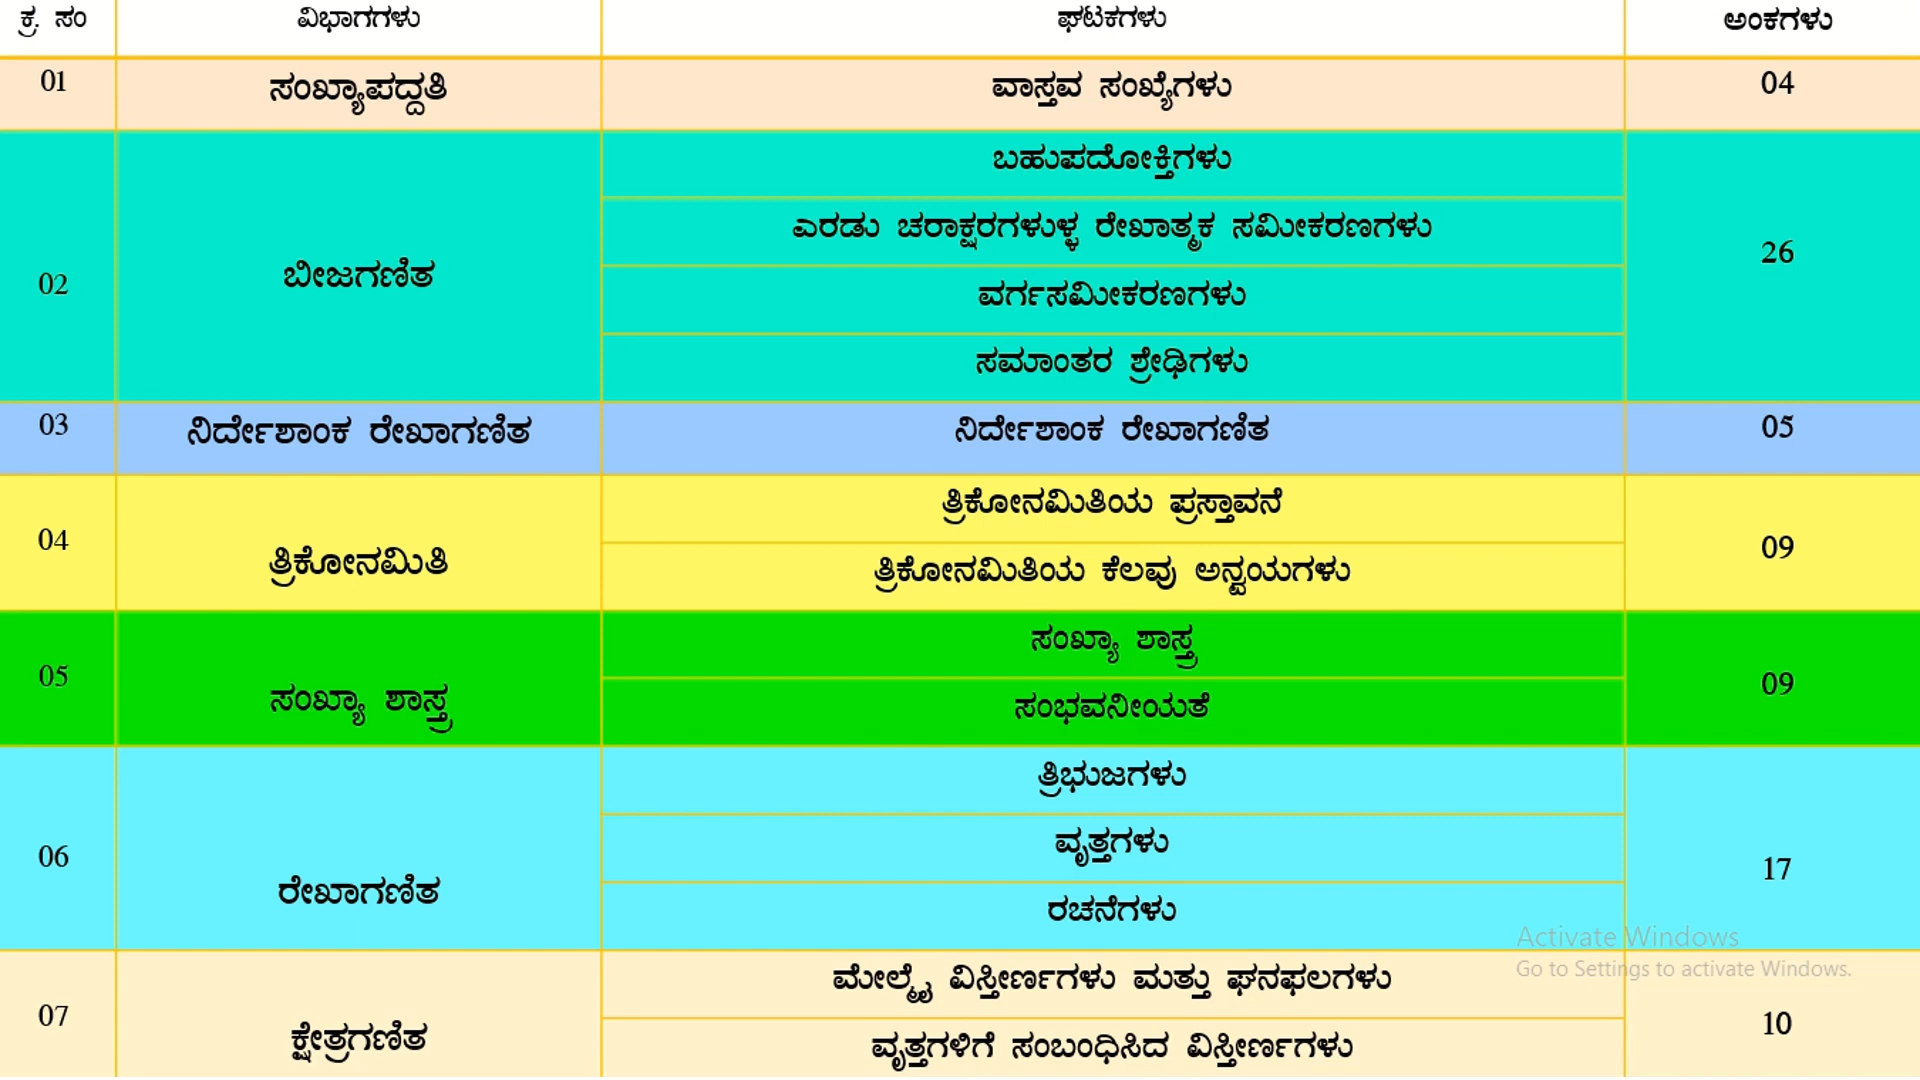 ಕ್ರ. ಸಂ ವಿಭಾಗಗಳು ಘಟಕಗಳು ಅಂಕಗಳು
01 ಸಂಖ್ಯಾಪದ್ದತಿ ವಾಸ್ತವ ಸಂಖ್ಯೆಗಳು 04
02 ಬೀಜಗಣಿತ ಬಹುಪದೋಕ್ತಿಗಳು 26
ಎರಡು ಚರಾಕ್ಷರಗಳುಳ್ಳ ರೇಖಾತ್ಮಕ ಸಮೀಕರಣಗಳು
ವರ್ಗಸಮೀಕರಣಗಳು
ಸಮಾಂತರ ಶ್ರೇಢಿಗಳು
03 ನಿರ್ದೇಶಾಂಕ ರೇಖಾಗಣಿತ ನಿರ್ದೇಶಾಂಕ ರೇಖಾಗಣಿತ 05
04 ತ್ರಿಕೋನಮಿತಿ ತ್ರಿಕೋನಮಿತಿಯ ಪ್ರಸ್ತಾವನೆ 09
ತ್ರಿಕೋನಮಿತಿಯ ಕೆಲವು ಅನ್ವಯಗಳು
05 ಸಂಖ್ಯಾ ಶಾಸ್ತ್ರ ಸಂಖ್ಯಾ ಶಾಸ್ತ್ರ 09
ಸಂಭವನೀಯತೆ
06 ರೇಖಾಗಣಿತ ತ್ರಿಭುಜಗಳು 17
ವೃತ್ತಗಳು
ರಚನೆಗಳು
07 ಕ್ಷೇತ್ರಗಣಿತ ಮೇಲ್ಮೈ ವಿಸ್ತೀರ್ಣಗಳು ಮತ್ತು ಘನಫಲಗಳು 10
ವೃತ್ತಗಳಿಗೆ ಸಂಬಂಧಿಸಿದ ವಿಸ್ತೀರ್ಣಗಳು
Activate Windows
Go to Settings to activate Windows.